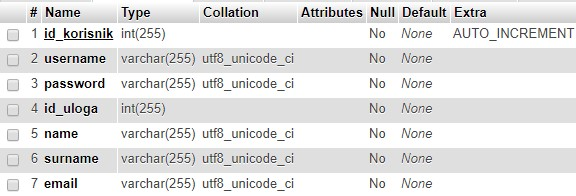 # Name Type Collation Attributes Null Default Extra
1 id_korisnik int(255) No None AUTO_INCREMENT
2 username varchar(255) utf8_unicode_ci No None
3 password varchar(255) utf8_unicode_ci No None
4 id_uloga int(255) No None
5 name varchar(255) utf8_unicode_ci No None
6 surname varchar(255) utf8_unicode_ci No None
7 email varchar(255) utf8_unicode_ci No None